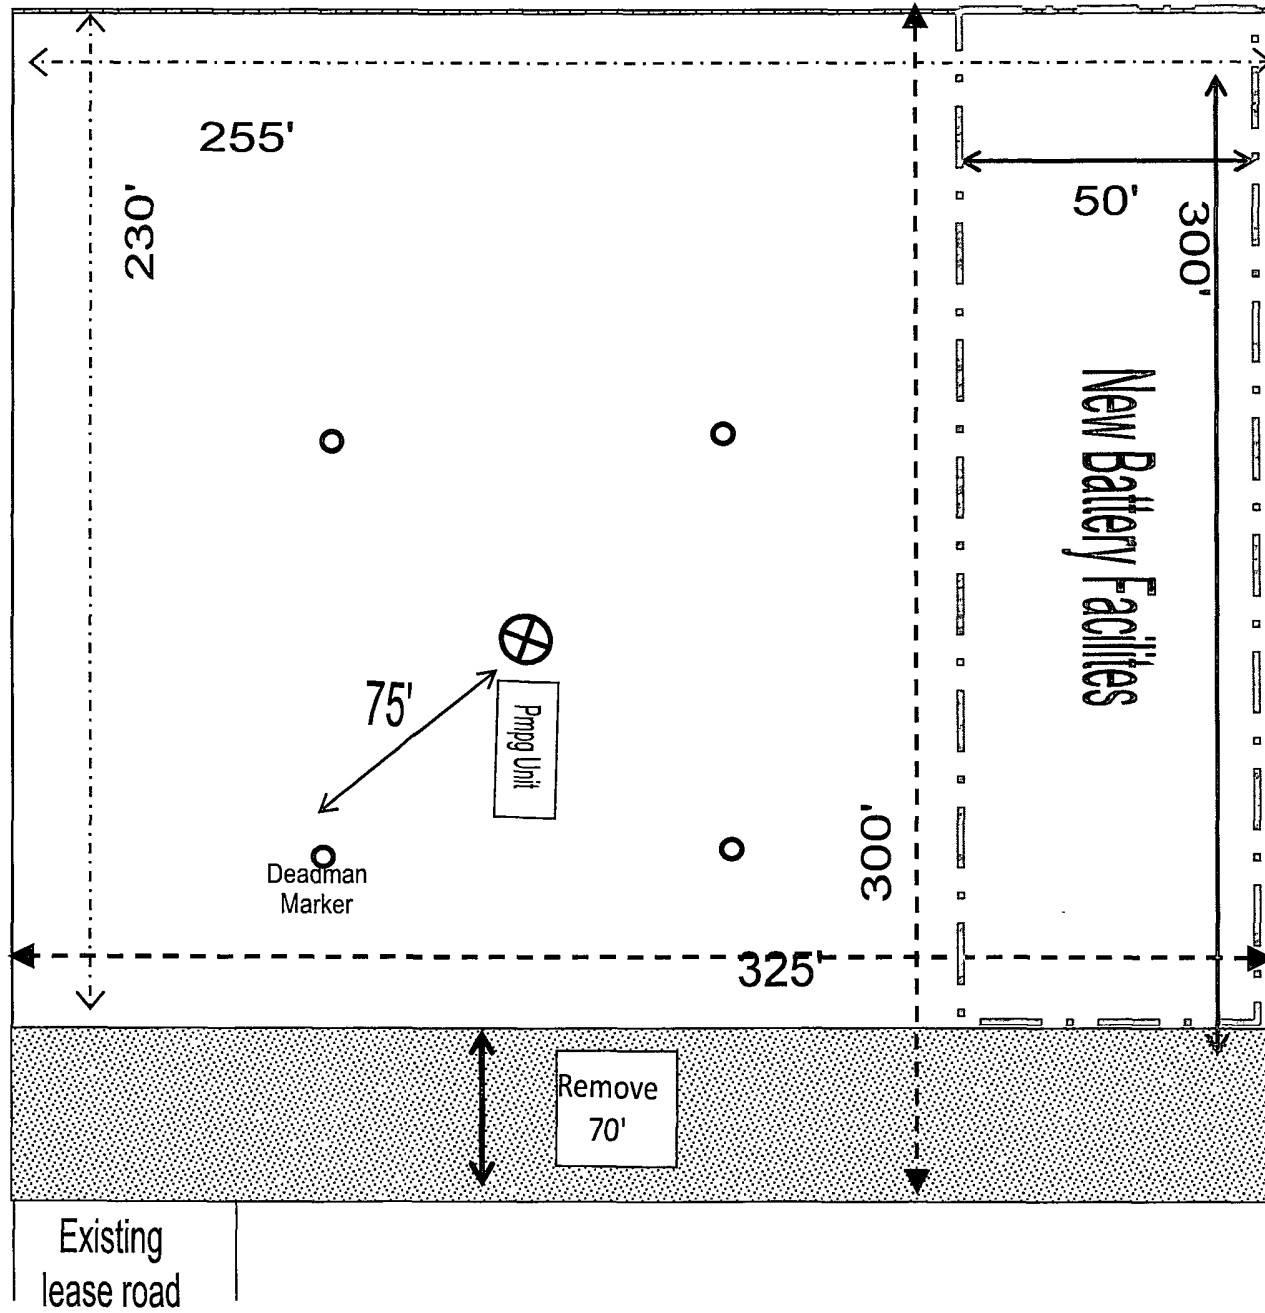 255'
230'
50'
300'
New Battery Facilites
75'
Pmpg Unit
Deadman
Marker
300'
325'
Remove
70'
Existing
lease road